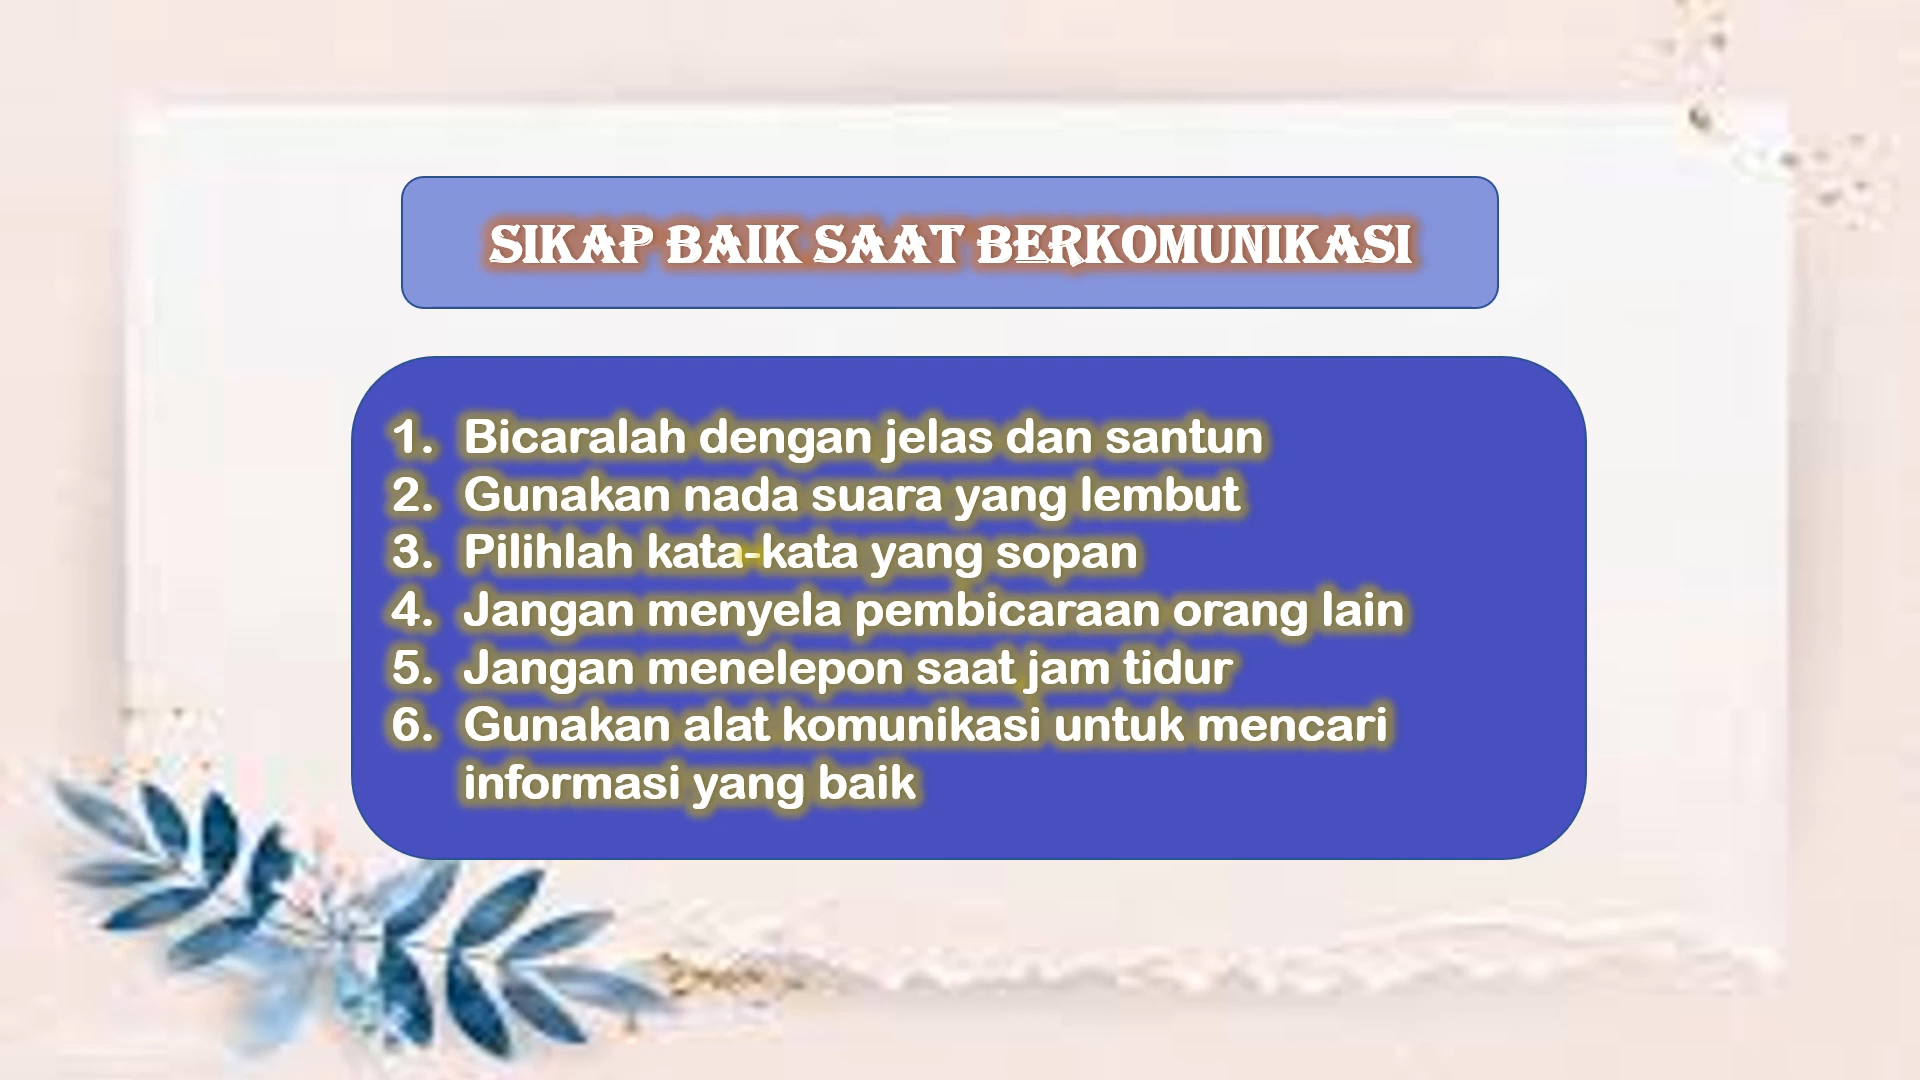 SIKAP BAIK SAAT BERKOMUNIKASI
1. Bicaralah dengan jelas dan santun
2. Gunakan nada suara yang lembut
3. Pilihlah kata-kata yang sopan
4. Jangan menyela pembicaraan orang lain
5. Jangan menelepon saat jam tidur
6. Gunakan alat komunikasi untuk mencari
informasi yang baik